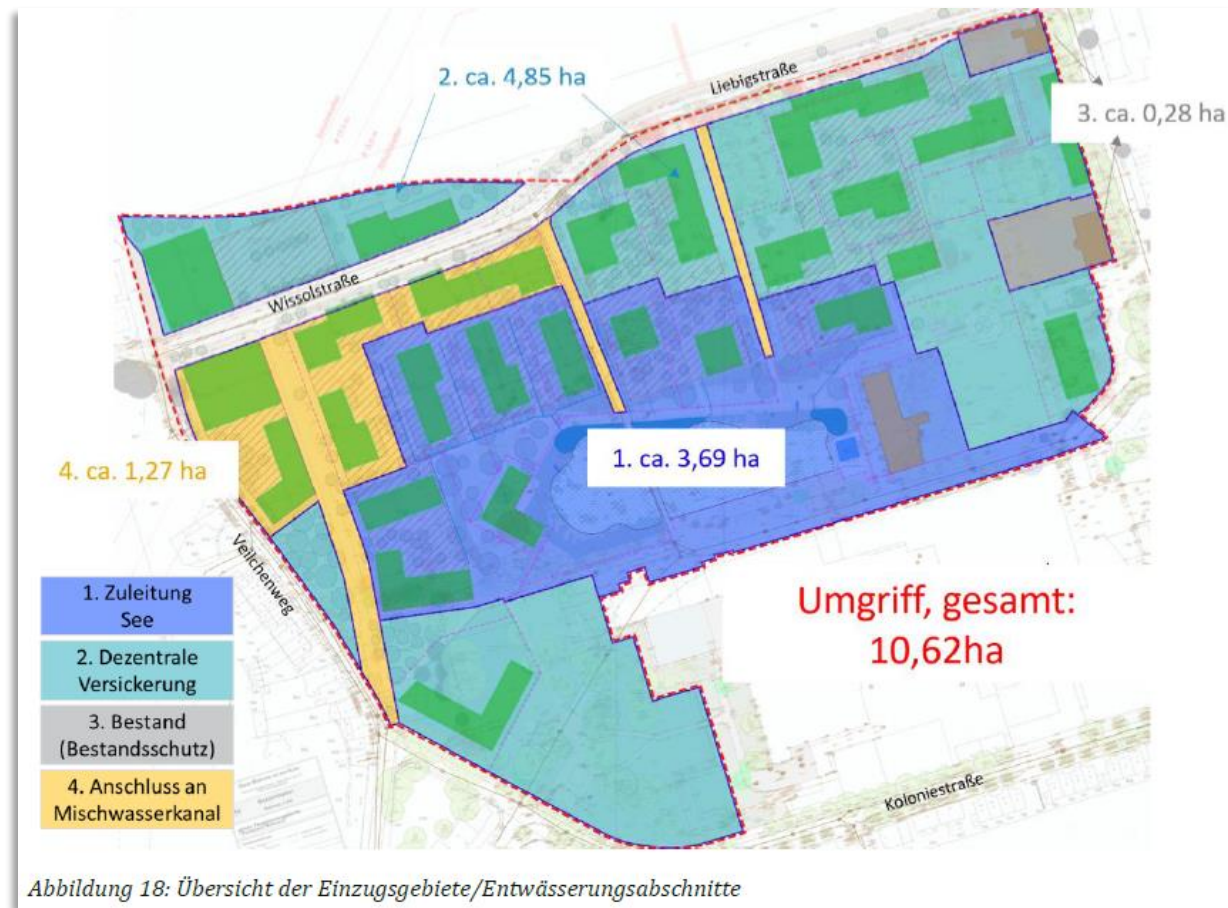 2. ca. 4,85 ha
Liebigstraße
3. ca. 0,28 ha
Wissolstraße
1. ca. 3,69 ha
4. ca. 1,27 ha
Veilchenweg
1. Zuleitung
See
2. Dezentrale
Versickerung
3. Bestand
(Bestandsschutz)
4. Anschluss an
Mischwasserkanal
Umgriff, gesamt:
10,62ha
Koloniestraße
Abbildung 18: Übersicht der Einzugsgebiete/Entwässerungsabschnitte